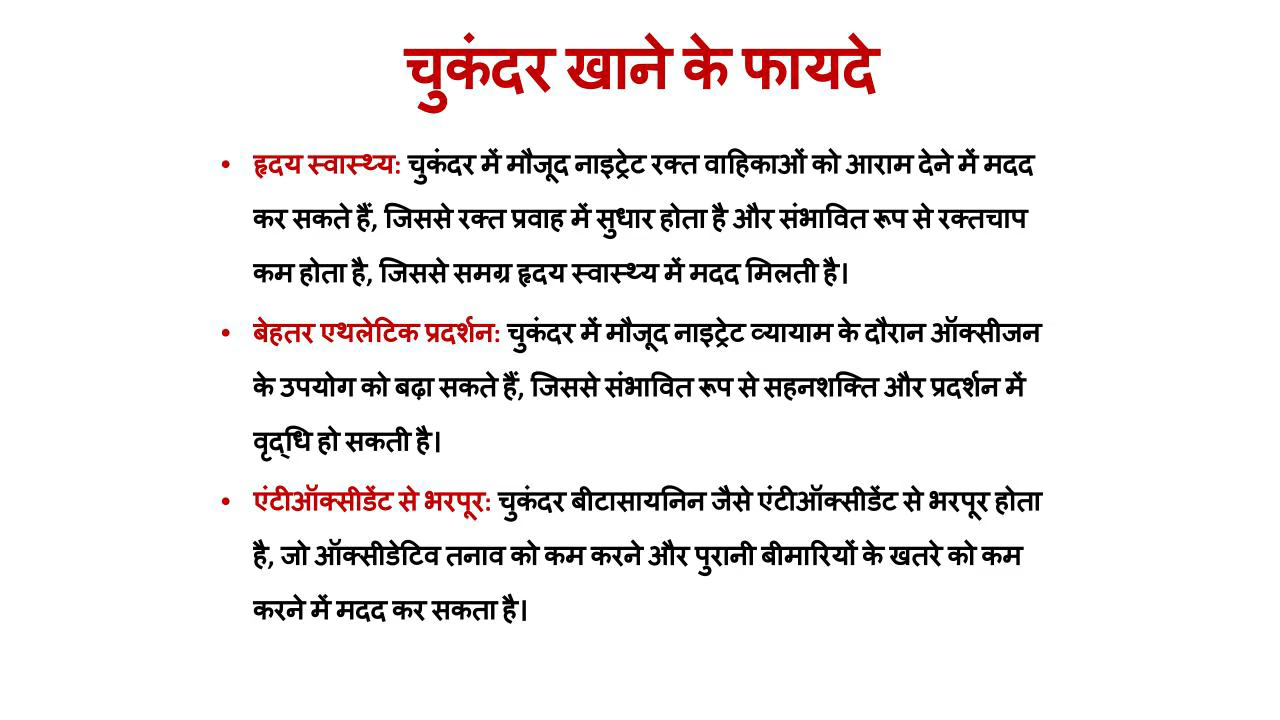 चुकंदर खाने के फायदे
• हृदय स्वास्थ्य: चुकंदर में मौजूद नाइट्रेट रक्त वाहिकाओं को आराम देने में मदद
कर सकते हैं, जिससे रक्त प्रवाह में सुधार होता है और संभावित रूप से रक्तचाप
कम होता है, जिससे समग्र हृदय स्वास्थ्य में मदद मिलती है।
• बेहतर एथलेटिक प्रदर्शन: चुकंदर में मौजूद नाइट्रेट व्यायाम के दौरान ऑक्सीजन
के उपयोग को बढ़ा सकते हैं, जिससे संभावित रूप से सहनशक्ति और प्रदर्शन में
वृद्धि हो सकती है।
• एंटीऑक्सीडेंट से भरपूर: चुकंदर बीटासायनिन जैसे एंटीऑक्सीडेंट से भरपूर होता
है, जो ऑक्सीडेटिव तनाव को कम करने और पुरानी बीमारियों के खतरे को कम
करने में मदद कर सकता है।